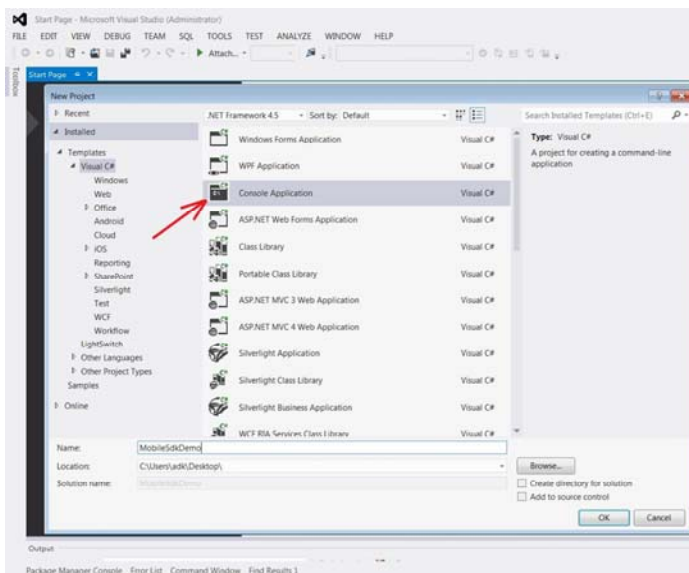 Start Page - Microsoft Visual Studio (Administrator)
FILE EDIT VIEW DEBUG TEAM SQL TOOLS TEST ANALYZE WINDOW HELP
Attach...
Toolbox
Start Page
New Project
Recent
.NET Framework 4.5 Sort by: Default
Search Installed Templates (Ctrl+E)
Installed
Templates
Visual C#
Windows
Web
Office
Android
Cloud
iOS
Reporting
SharePoint
Silverlight
Test
WCF
Workflow
LightSwitch
Other Languages
Other Project Types
Samples
Online
Windows Forms Application Visual C#
WPF Application Visual C#
Console Application Visual C#
ASP.NET Web Forms Application Visual C#
Class Library Visual C#
Portable Class Library Visual C#
ASP.NET MVC 3 Web Application Visual C#
ASP.NET MVC 4 Web Application Visual C#
Silverlight Application Visual C#
Silverlight Class Library Visual C#
Silverlight Business Application Visual C#
WCF RIA Services Class Library Visual C#
Type: Visual C#
A project for creating a command-line
application
Name: MobileSdkDemo
Location: C:\Users\adk\Desktop\
Browse...
Solution name: MobileSdkDemo
Create directory for solution
Add to source control
OK Cancel
Output
Package Manager Console Error List Command Window Find Results 1